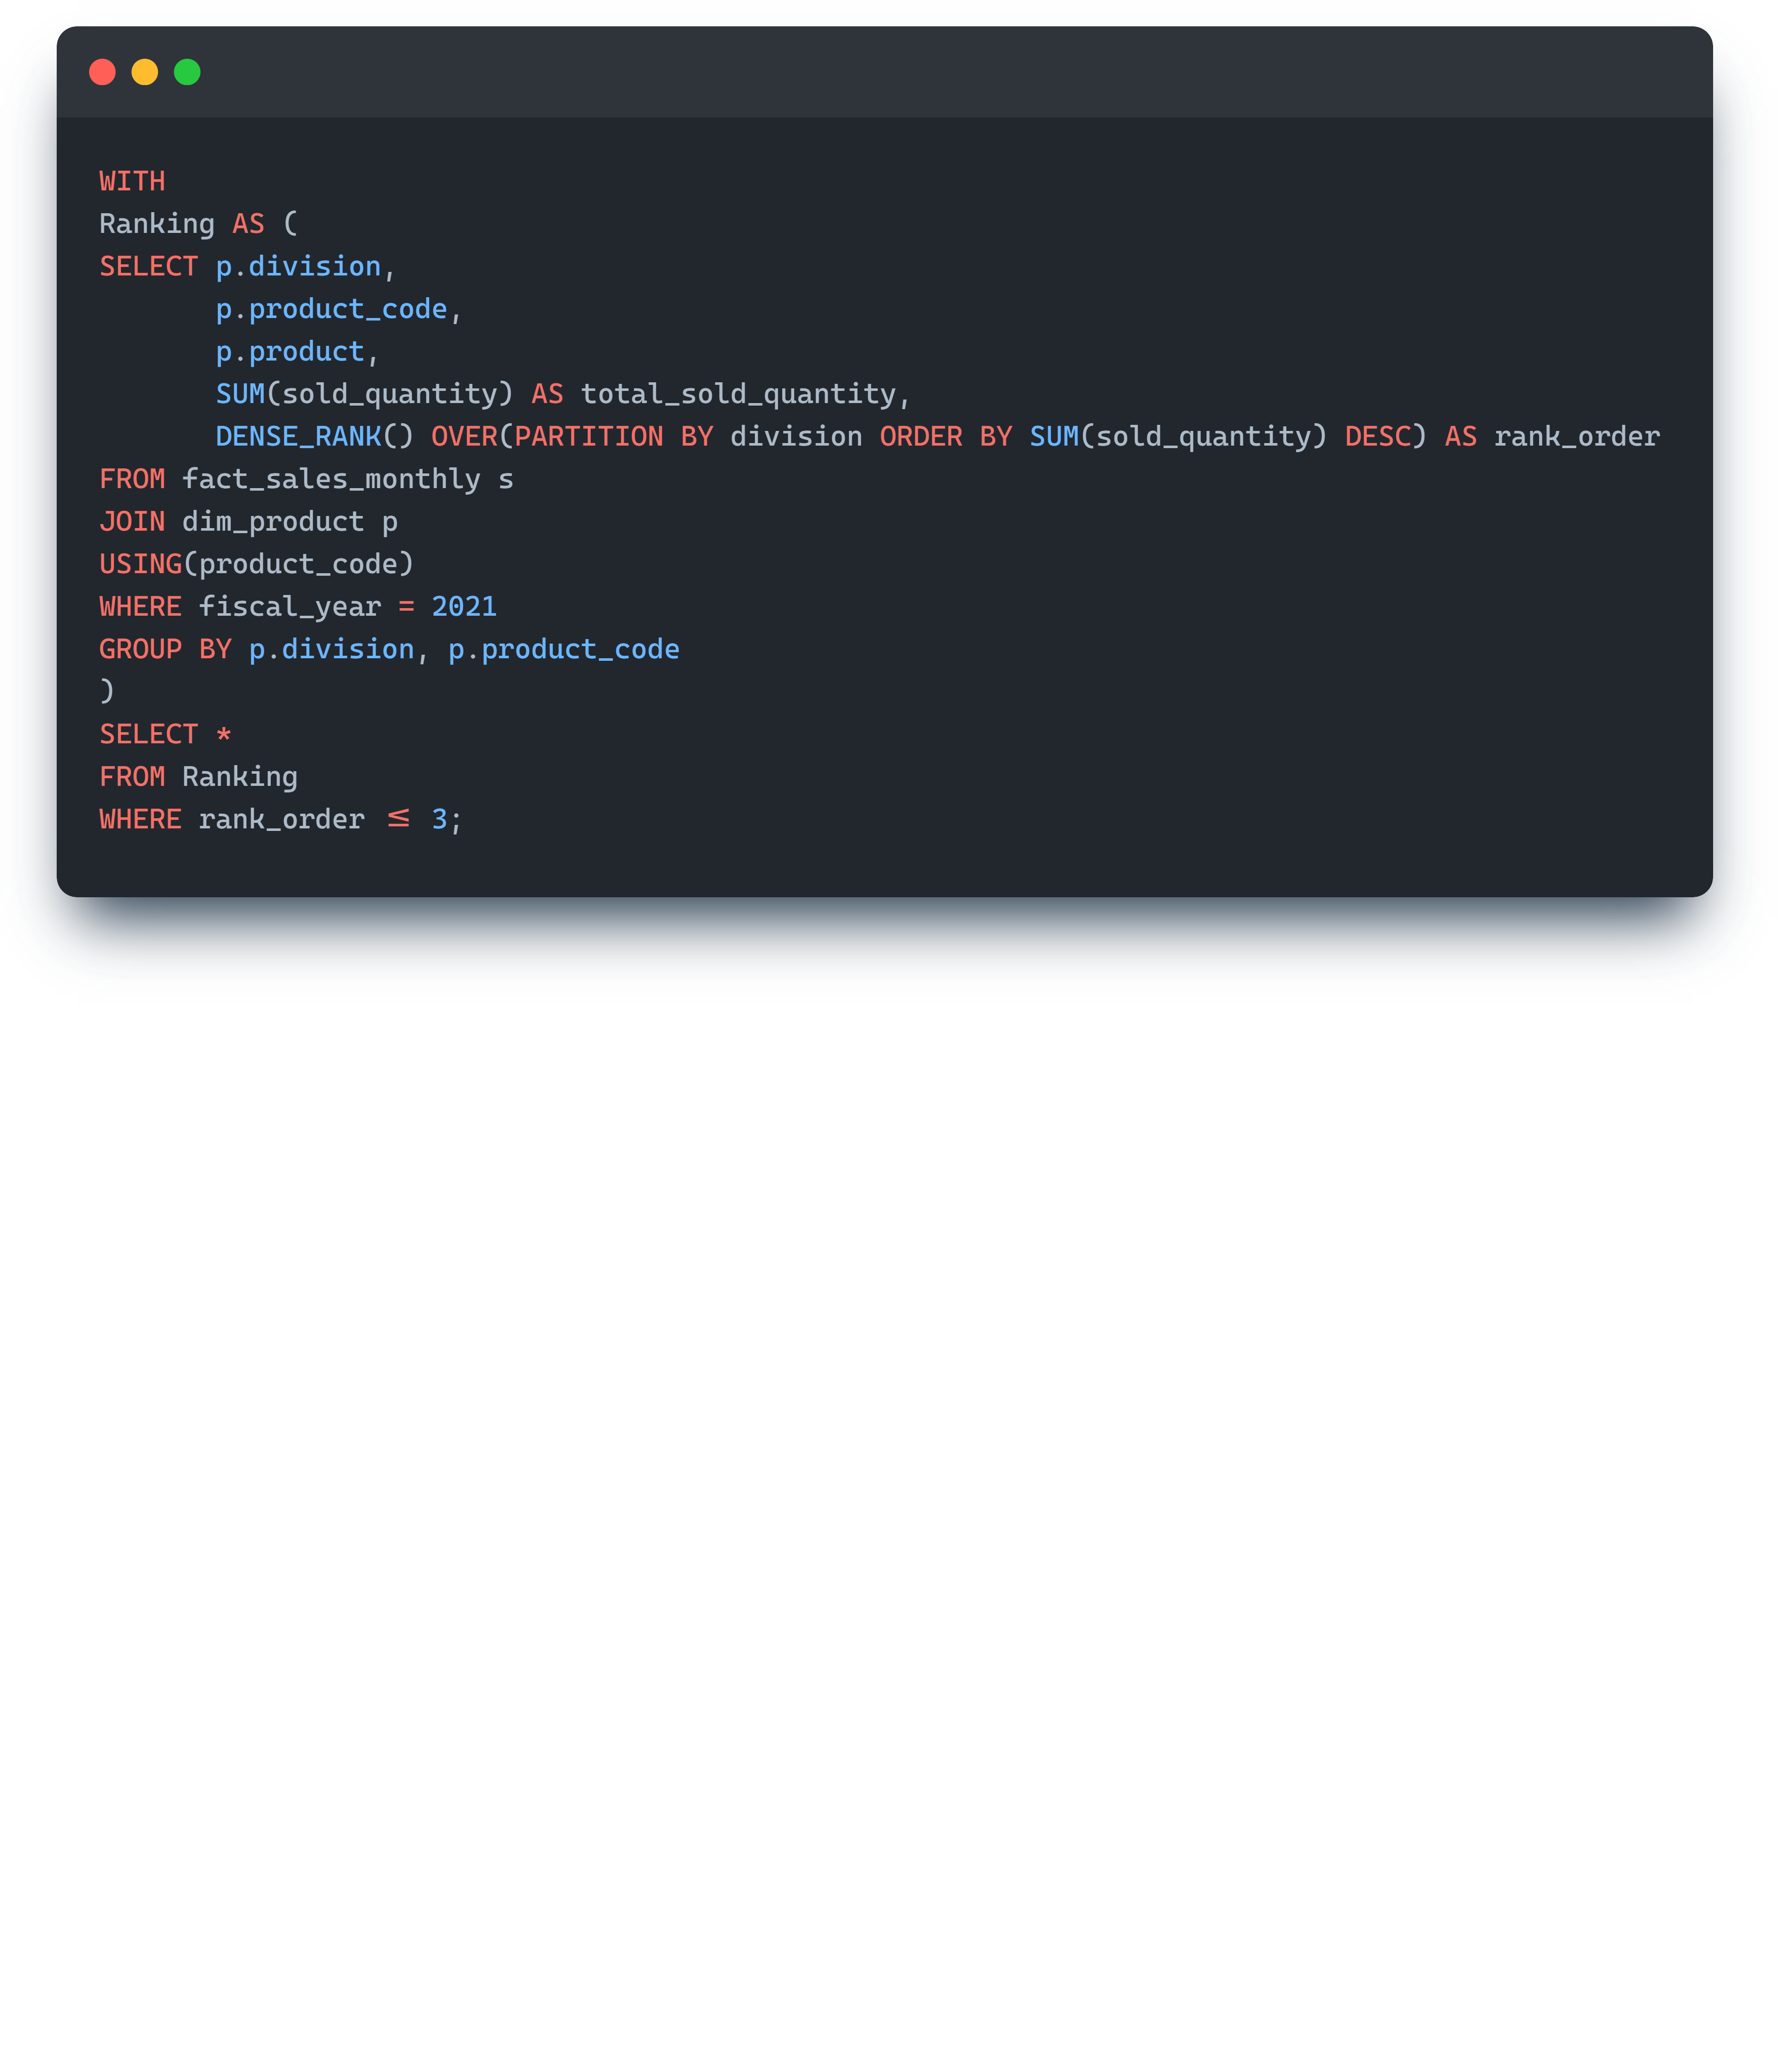 WITH
Ranking AS (
SELECT p.division,
       p.product_code,
       p.product,
       SUM(sold_quantity) AS total_sold_quantity,
       DENSE_RANK() OVER(PARTITION BY division ORDER BY SUM(sold_quantity) DESC) AS rank_order
FROM fact_sales_monthly s
JOIN dim_product p
USING(product_code)
WHERE fiscal_year = 2021
GROUP BY p.division, p.product_code
)
SELECT *
FROM Ranking
WHERE rank_order ≤ 3;